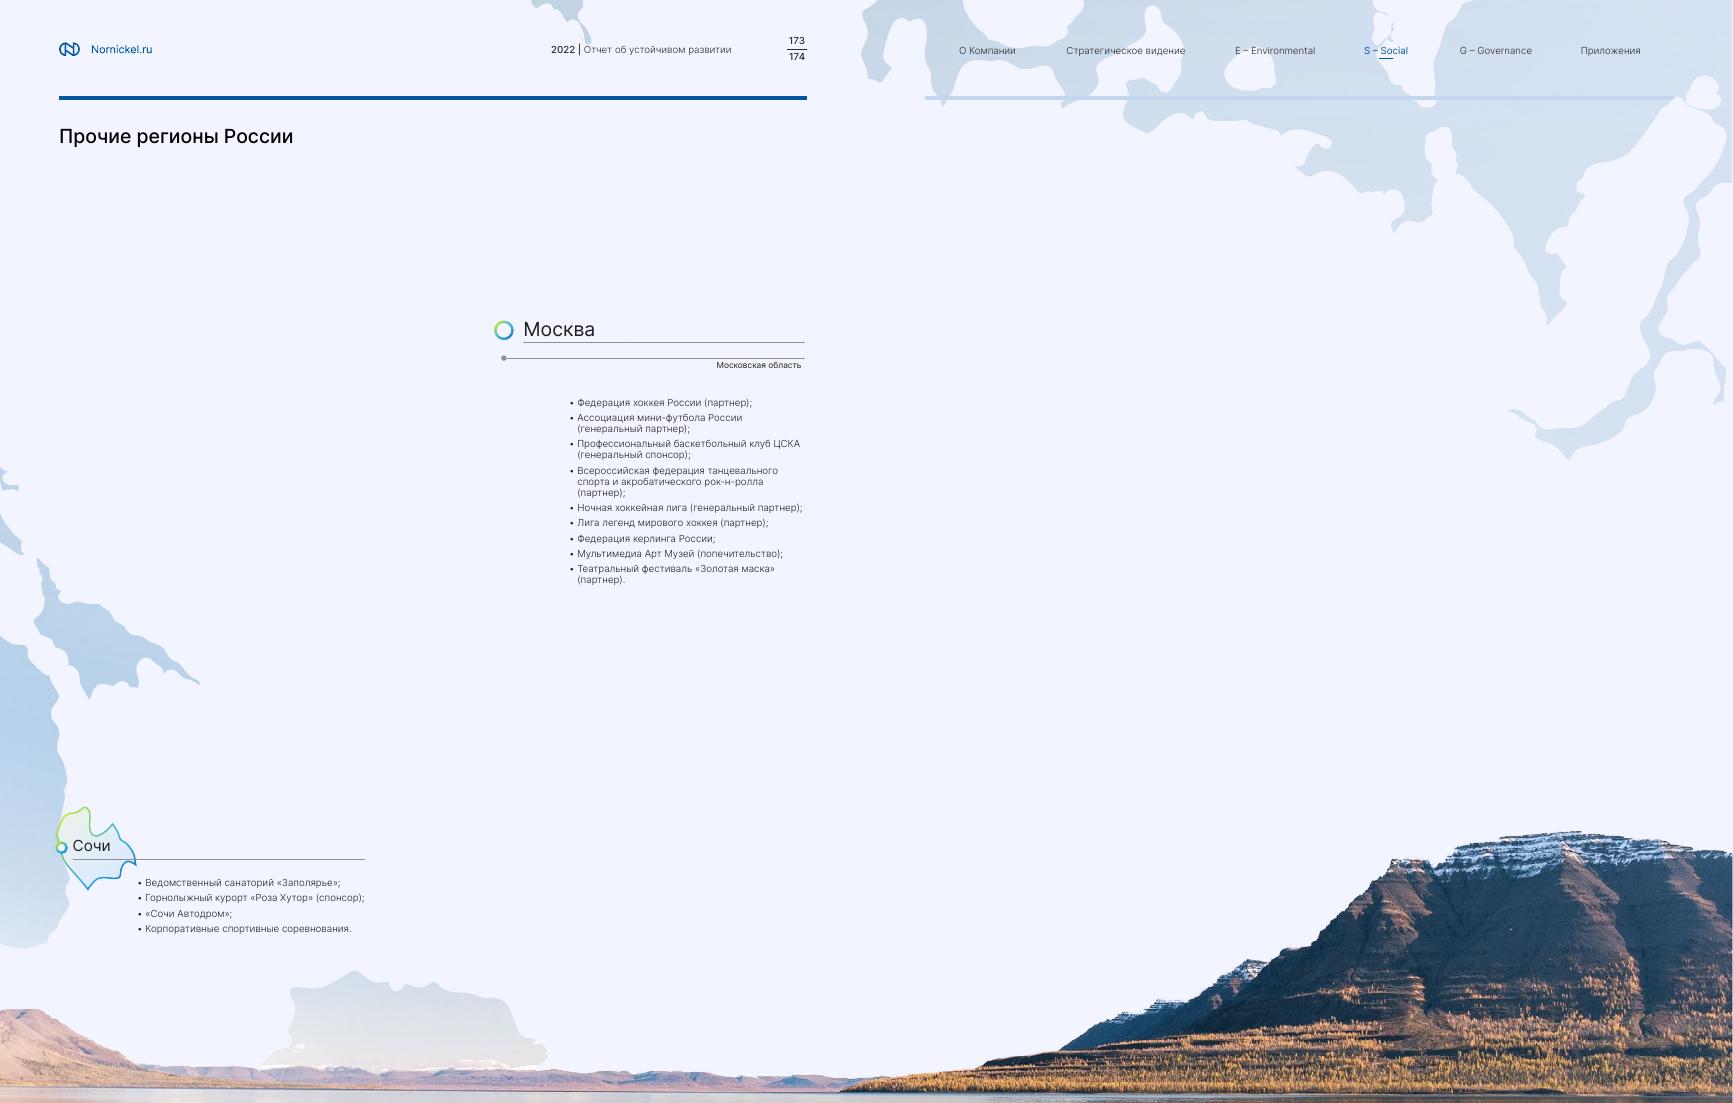 Nornickel.ru
2022 | Отчет об устойчивом развитии
173
174
О Компании
Стратегическое видение
E – Environmental
S – Social
G – Governance
Приложения
Прочие регионы России
Москва
Московская область
• Федерация хоккея России (партнер);
• Ассоциация мини-футбола России
(генеральный партнер);
• Профессиональный баскетбольный клуб ЦСКА
(генеральный спонсор);
• Всероссийская федерация танцевального
спорта и акробатического рок-н-ролла
(партнер);
• Ночная хоккейная лига (генеральный партнер);
• Лига легенд мирового хоккея (партнер);
• Федерация керлинга России;
• Мультимедиа Арт Музей (попечительство);
• Театральный фестиваль «Золотая маска»
(партнер).
Сочи
• Ведомственный санаторий «Заполярье»;
• Горнолыжный курорт «Роза Хутор» (спонсор);
• «Сочи Автодром»;
• Корпоративные спортивные соревнования.